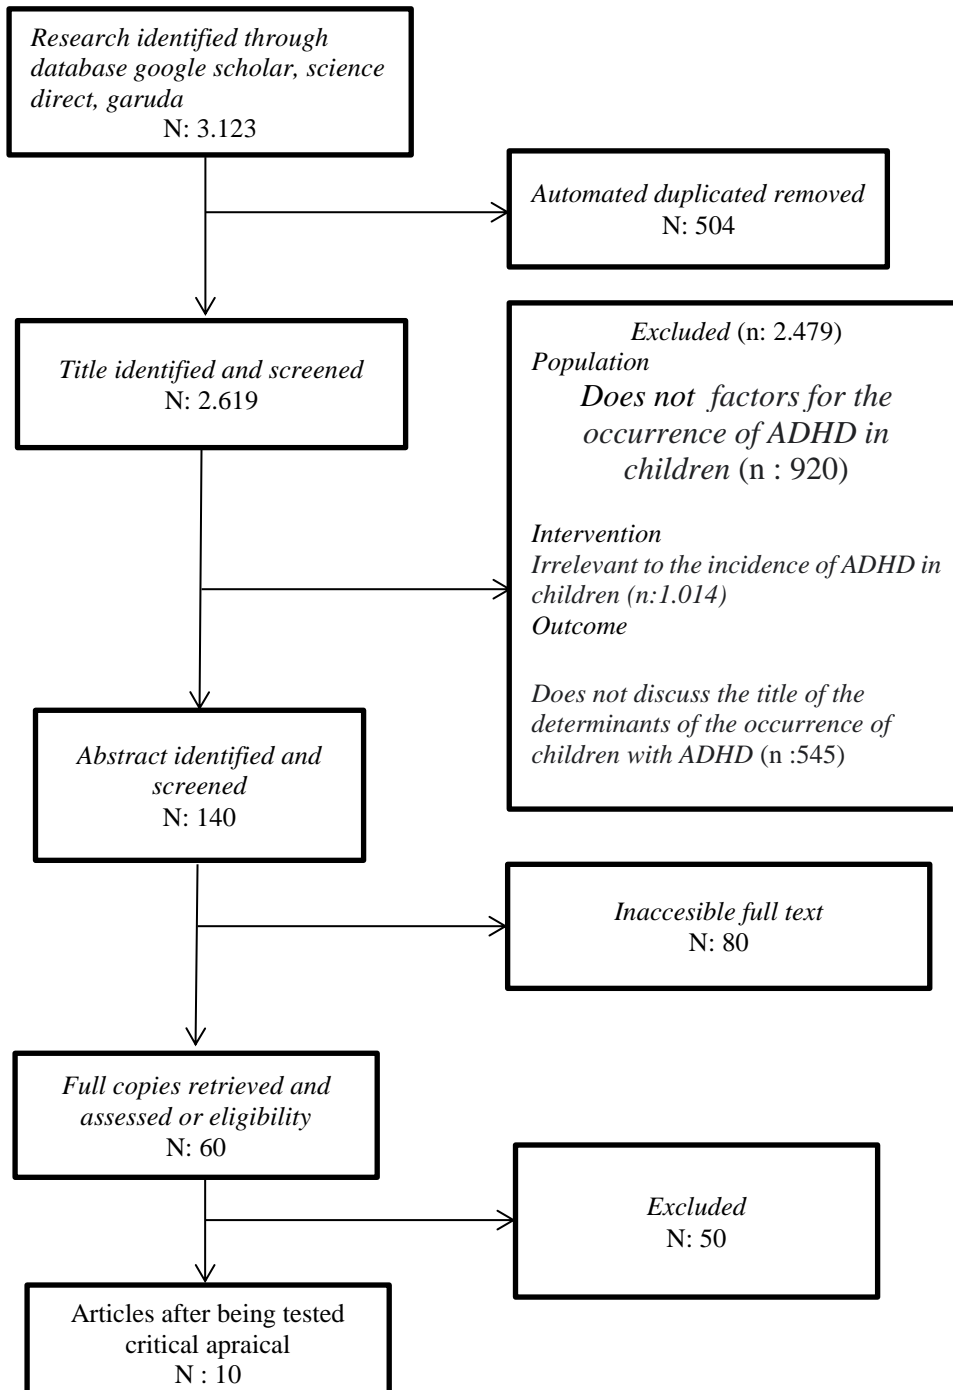 Research identified through
database google scholar, science
direct, garuda
N: 3.123
Automated duplicated removed
N: 504
Title identified and screened
N: 2.619
Excluded (n: 2.479)
Population
Does not factors for the
occurrence of ADHD in
children (n : 920)
Intervention
Irrelevant to the incidence of ADHD in
children (n:1.014)
Outcome
Does not discuss the title of the
determinants of the occurrence of
children with ADHD (n :545)
Abstract identified and
screened
N: 140
Inaccesible full text
N: 80
Full copies retrieved and
assessed or eligibility
N: 60
Excluded
N: 50
Articles after being tested
critical apraical
N : 10